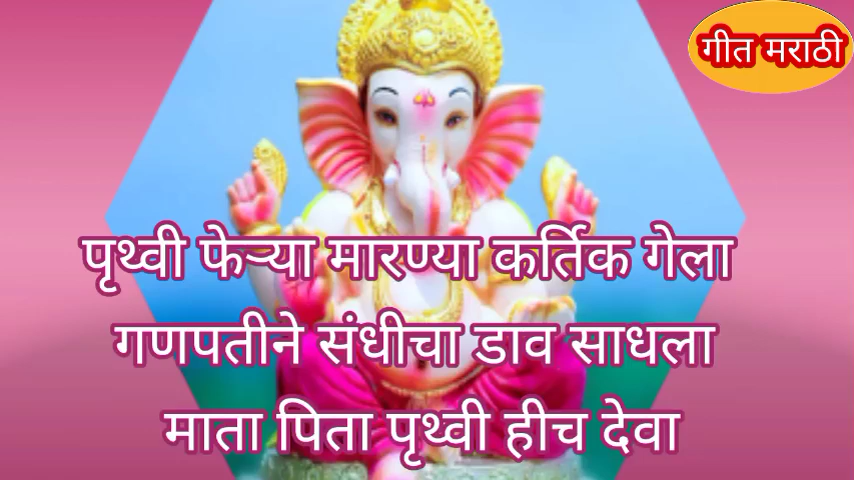 गीत मराठी
पृथ्वी फेऱ्या मारण्या कर्तिक गेला
गणपतीने संधीचा डाव साधला
माता पिता पृथ्वी हीच देवा